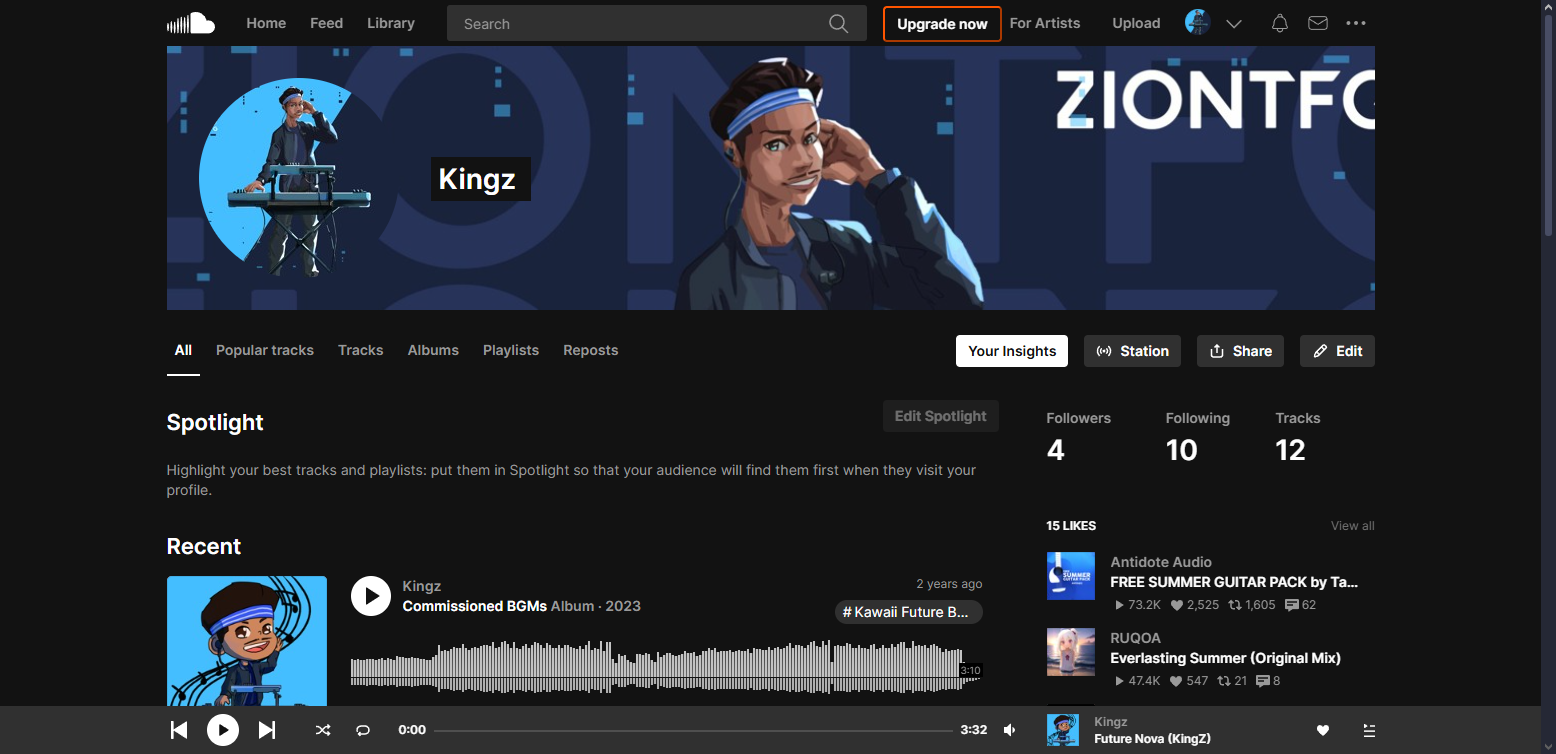 Home Feed Library Search Upgrade now For Artists Upload
ZIONTFO
Kingz
All Popular tracks Tracks Albums Playlists Reposts Your Insights Station Share Edit
Spotlight
Edit Spotlight
Highlight your best tracks and playlists: put them in Spotlight so that your audience will find them first when they visit your
profile.
Recent
Kingz
2 years ago
Commissioned BGMs Album · 2023
# Kawaii Future B...
3:10
Followers Following Tracks
4 10 12
15 LIKES View all
Antidote Audio
FREE SUMMER GUITAR PACK by Ta...
73.2K 2,525 1,605 62
RUQOA
Everlasting Summer (Original Mix)
47.4K 547 21 8
0:00 3:32
Kingz
Future Nova (KingZ)